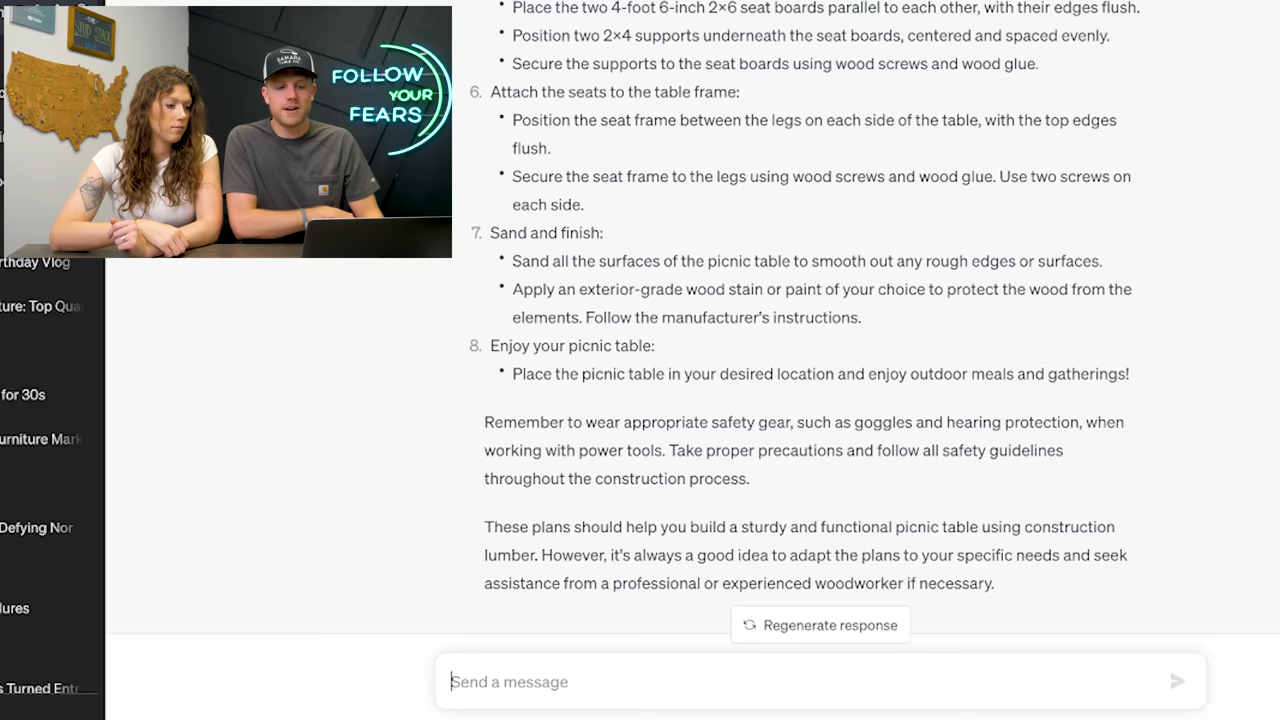 Place the two 4-foot 6-inch 2×6 seat boards parallel to each other, with their edges flush.
Position two 2×4 supports underneath the seat boards, centered and spaced evenly.
Secure the supports to the seat boards using wood screws and wood glue.
6. Attach the seats to the table frame:
Position the seat frame between the legs on each side of the table, with the top edges
flush.
Secure the seat frame to the legs using wood screws and wood glue. Use two screws on
each side.
7. Sand and finish:
Sand all the surfaces of the picnic table to smooth out any rough edges or surfaces.
Apply an exterior-grade wood stain or paint of your choice to protect the wood from the
elements. Follow the manufacturer's instructions.
8. Enjoy your picnic table:
Place the picnic table in your desired location and enjoy outdoor meals and gatherings!
Remember to wear appropriate safety gear, such as goggles and hearing protection, when
working with power tools. Take proper precautions and follow all safety guidelines
throughout the construction process.
These plans should help you build a sturdy and functional picnic table using construction
lumber. However, it's always a good idea to adapt the plans to your specific needs and seek
assistance from a professional or experienced woodworker if necessary.
Regenerate response
Send a message
STUD STACK
SAMARA
TABLE CO.
FOLLOW
YOUR
FEARS
rthday Vlog
ture: Top Qua
for 30s
urniture Mark
Defying Nor
lures
s Turned Entr